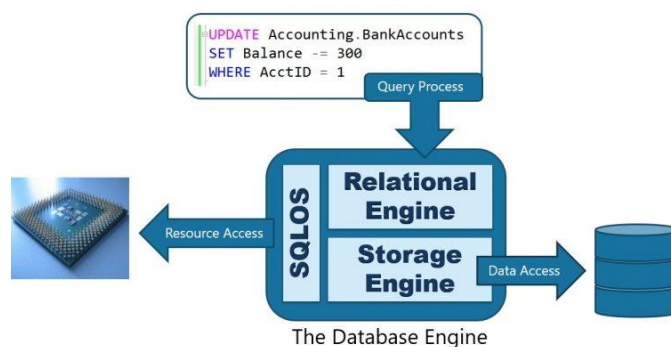 UPDATE Accounting.BankAccounts
SET Balance -= 300
WHERE AcctID = 1
Query Process
SQLOS
Relational
Engine
Resource Access
Storage
Engine
Data Access
The Database Engine